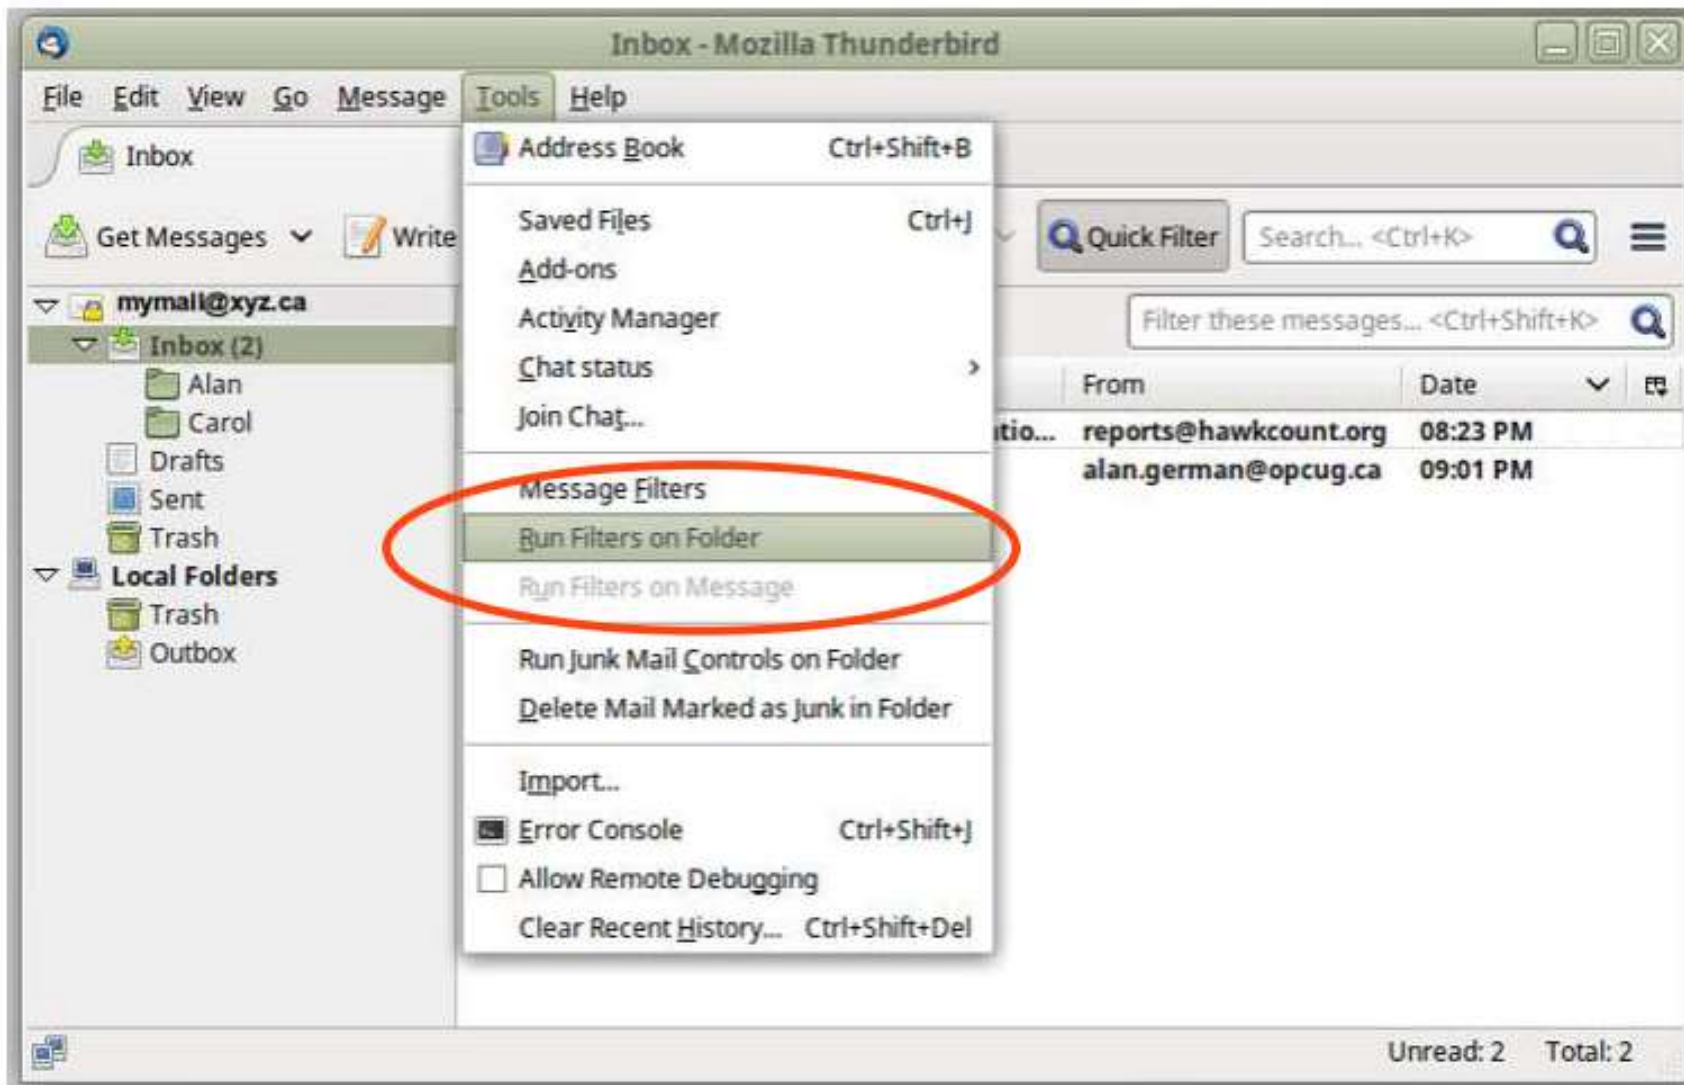 Inbox - Mozilla Thunderbird
File Edit View Go Message Tools Help
Inbox
Get Messages Write
Quick Filter Search... <Ctrl+K>
Filter these messages... <Ctrl+Shift+K>
mymail@xyz.ca
Inbox (2)
Alan
Carol
Drafts
Sent
Trash
Local Folders
Trash
Outbox
Address Book Ctrl+Shift+B
Saved Files Ctrl+J
Add-ons
Activity Manager
Chat status
Join Chat...
Message Filters
Run Filters on Folder
Run Filters on Message
Run Junk Mail Controls on Folder
Delete Mail Marked as Junk in Folder
Import...
Error Console Ctrl+Shift+J
Allow Remote Debugging
Clear Recent History... Ctrl+Shift+Del
From Date
tio... reports@hawkcount.org 08:23 PM
alan.german@opcug.ca 09:01 PM
Unread: 2 Total: 2